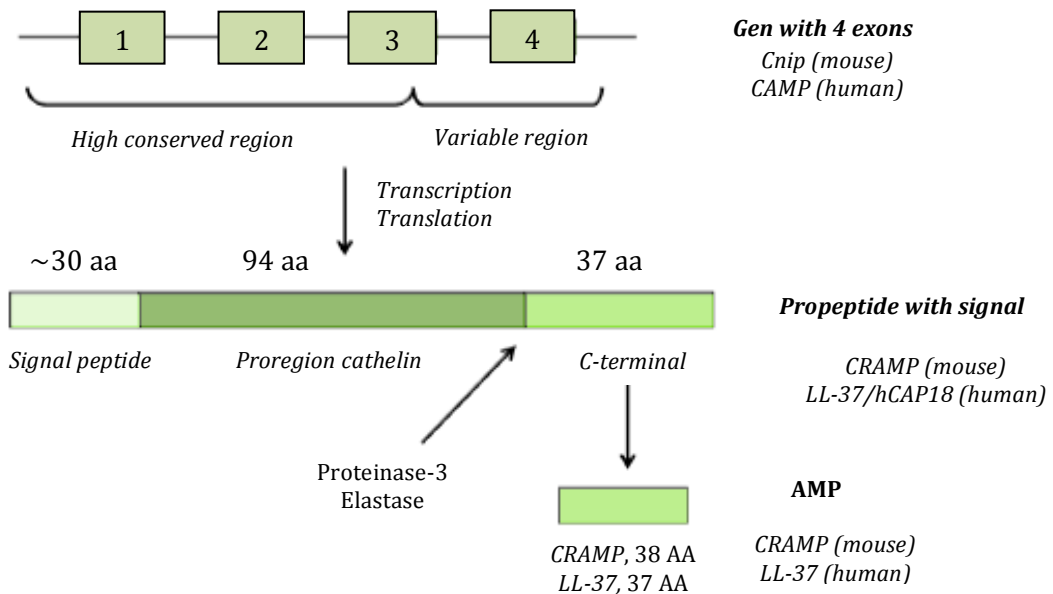 1
2
3
4
Gen with 4 exons
Cnip (mouse)
CAMP (human)
High conserved region
Variable region
Transcription
Translation
~30 aa
94 aa
37 aa
Propeptide with signal
Signal peptide
Proregion cathelin
C-terminal
CRAMP (mouse)
LL-37/hCAP18 (human)
Proteinase-3
Elastase
AMP
CRAMP, 38 AA
LL-37, 37 AA
CRAMP (mouse)
LL-37 (human)